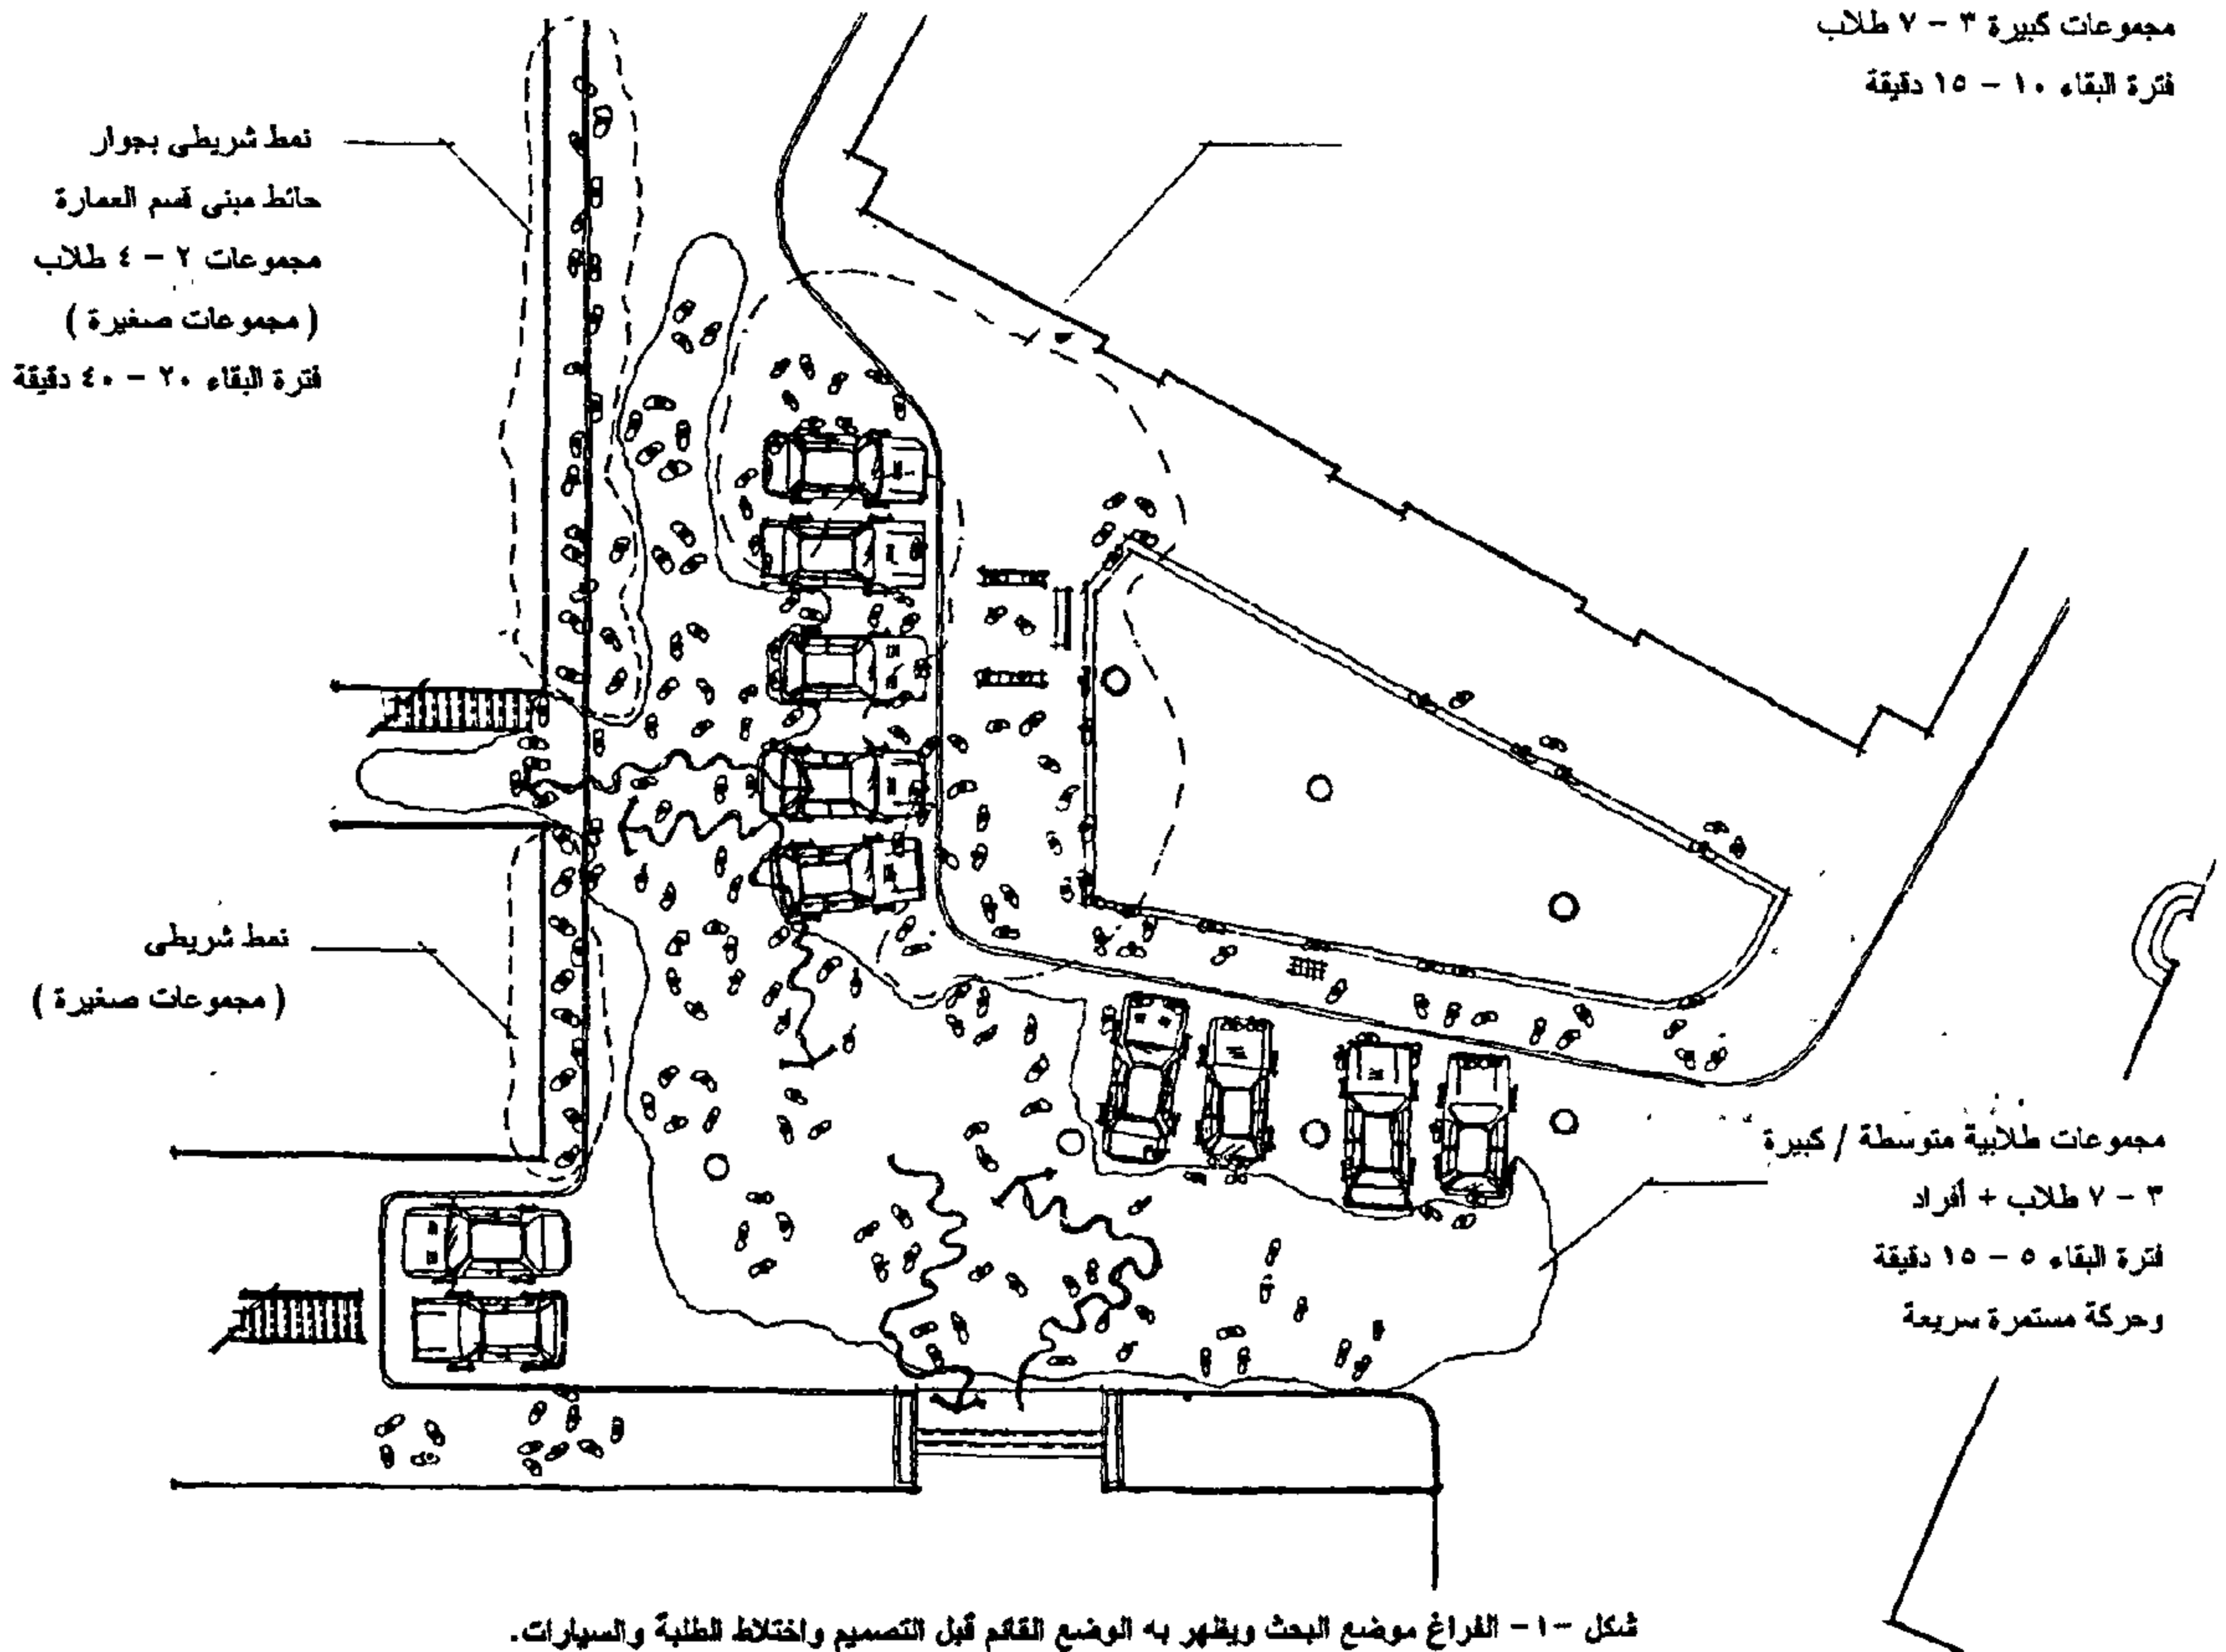 مجموعات كبيرة ٣ - ٧ طلاب
فترة البقاء ١٠ - ١٥ دقيقة
نمط شريطى بجوار
حائط مبنى قسم العمارة
مجموعات ٢ - ٤ طلاب
( مجموعات صغيرة )
فترة البقاء ٢٠ - ٤٠ دقيقة
نمط شريطى
( مجموعات صغيرة )
مجموعات طلابية متوسطة / كبيرة
٣ - ٧ طلاب + أفراد
فترة البقاء ٥ - ١٥ دقيقة
وحركة مستمرة سريعة
شكل -١- الفراغ موضع البحث ويظهر به الوضع القائم قبل التصميم واختلاط الطلبة والسيارات.